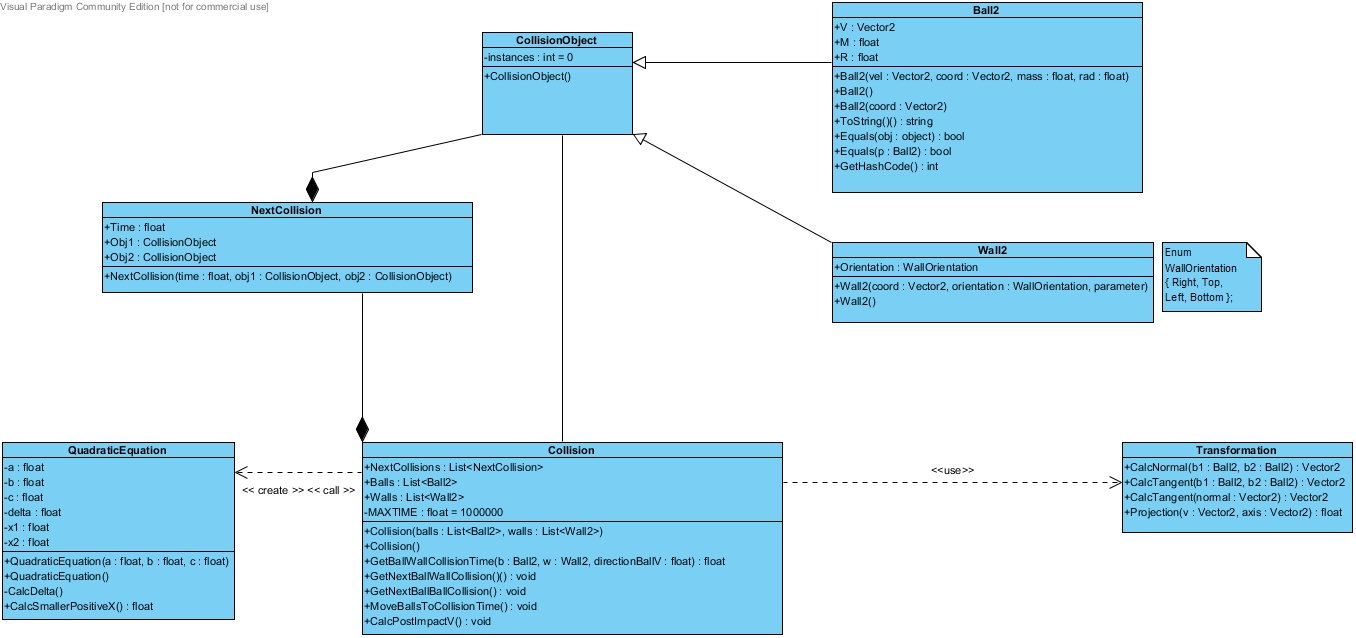 Visual Paradigm Community Edition [not for commercial use]
Ball2
+V : Vector2
+M : float
+R : float
+Ball2(vel : Vector2, coord : Vector2, mass : float, rad : float)
+Ball2()
+Ball2(coord : Vector2)
+ToString()() : string
+Equals(obj : object) : bool
+Equals(p : Ball2) : bool
+GetHashCode() : int
CollisionObject
-instances : int = 0
+CollisionObject()
NextCollision
+Time : float
+Obj1 : CollisionObject
+Obj2 : CollisionObject
+NextCollision(time : float, obj1 : CollisionObject, obj2 : CollisionObject)
Wall2
+Orientation : WallOrientation
+Wall2(coord : Vector2, orientation : WallOrientation, parameter)
+Wall2()
Enum
WallOrientation
{ Right, Top,
Left, Bottom };
QuadraticEquation
-a : float
-b : float
-c : float
-delta : float
-x1 : float
-x2 : float
+QuadraticEquation(a : float, b : float, c : float)
+QuadraticEquation()
-CalcDelta()
+CalcSmallerPositiveX() : float
<< create >> << call >>
Collision
+NextCollisions : List<NextCollision>
+Balls : List<Ball2>
+Walls : List<Wall2>
-MAXTIME : float = 1000000
+Collision(balls : List<Ball2>, walls : List<Wall2>)
+Collision()
+GetBallWallCollisionTime(b : Ball2, w : Wall2, directionBallV : float) : float
+GetNextBallWallCollision()() : void
+GetNextBallBallCollision() : void
+MoveBallsToCollisionTime() : void
+CalcPostImpactV() : void
<<use>>
Transformation
+CalcNormal(b1 : Ball2, b2 : Ball2) : Vector2
+CalcTangent(b1 : Ball2, b2 : Ball2) : Vector2
+CalcTangent(normal : Vector2) : Vector2
+Projection(v : Vector2, axis : Vector2) : float